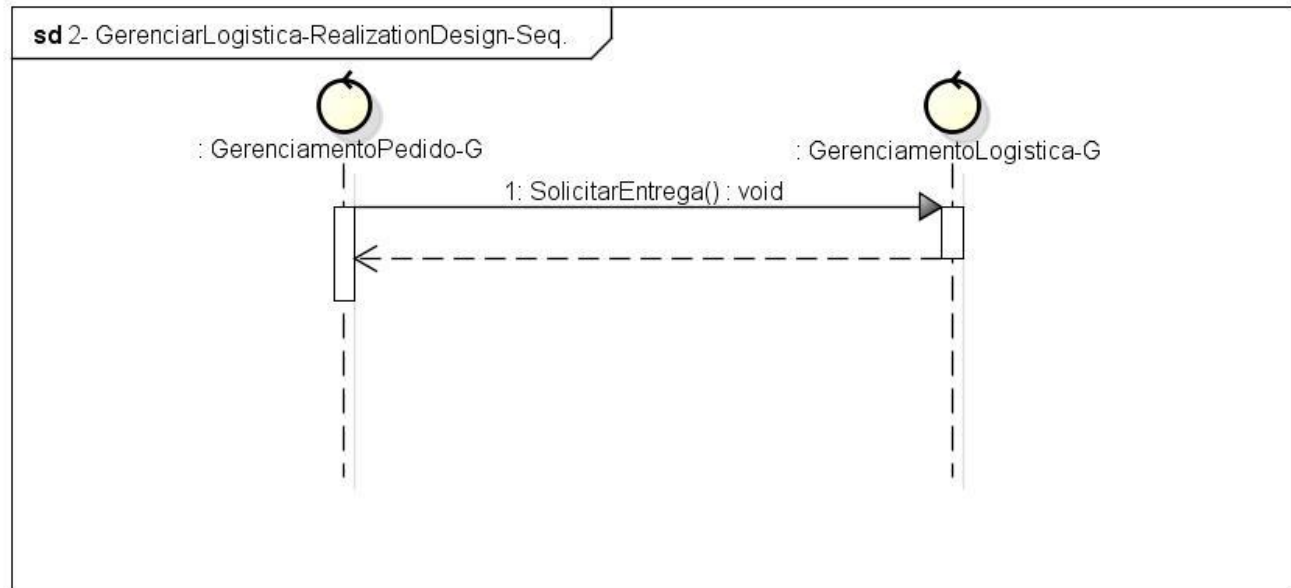 sd 2- GerenciarLogistica-RealizationDesign-Seq.
: GerenciamentoPedido-G
: GerenciamentoLogistica-G
1: SolicitarEntrega() : void